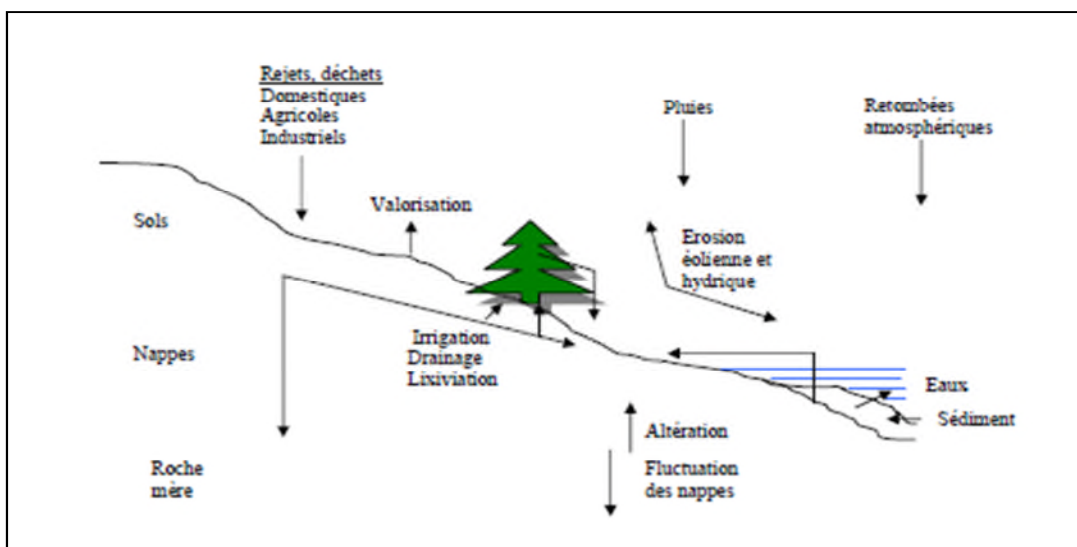 Rejets, déchets
Domestiques
Agricoles
Industriels
Pluies
Retombées
atmosphériques
Sols
Valorisation
Erosion
éolienne et
hydrique
Nappes
Irrigation
Drainage
Lixiviation
Eaux
Sédiment
Altération
Roche
mère
Fluctuation
des nappes